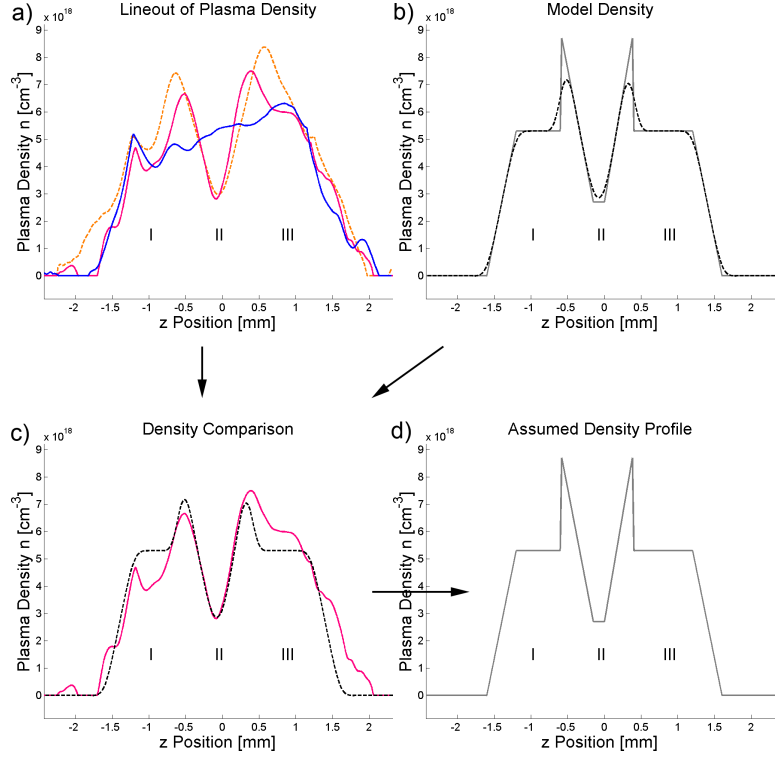 a) Lineout of Plasma Density
x 10^18
Plasma Density n [cm^-3]
9
8
7
6
5
4
3
2
1
0
I II III
-2 -1.5 -1 -0.5 0 0.5 1 1.5 2
z Position [mm]
b) Model Density
x 10^18
Plasma Density n [cm^-3]
9
8
7
6
5
4
3
2
1
0
I II III
-2 -1.5 -1 -0.5 0 0.5 1 1.5 2
z Position [mm]
c) Density Comparison
x 10^18
Plasma Density n [cm^-3]
9
8
7
6
5
4
3
2
1
0
I II III
-2 -1.5 -1 -0.5 0 0.5 1 1.5 2
z Position [mm]
d) Assumed Density Profile
x 10^18
Plasma Density n [cm^-3]
9
8
7
6
5
4
3
2
1
0
I II III
-2 -1.5 -1 -0.5 0 0.5 1 1.5 2
z Position [mm]